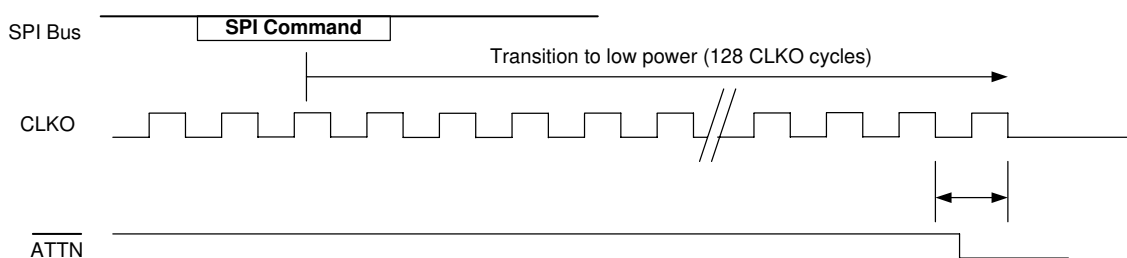 SPI Bus
SPI Command
Transition to low power (128 CLKO cycles)
CLKO
ATTN